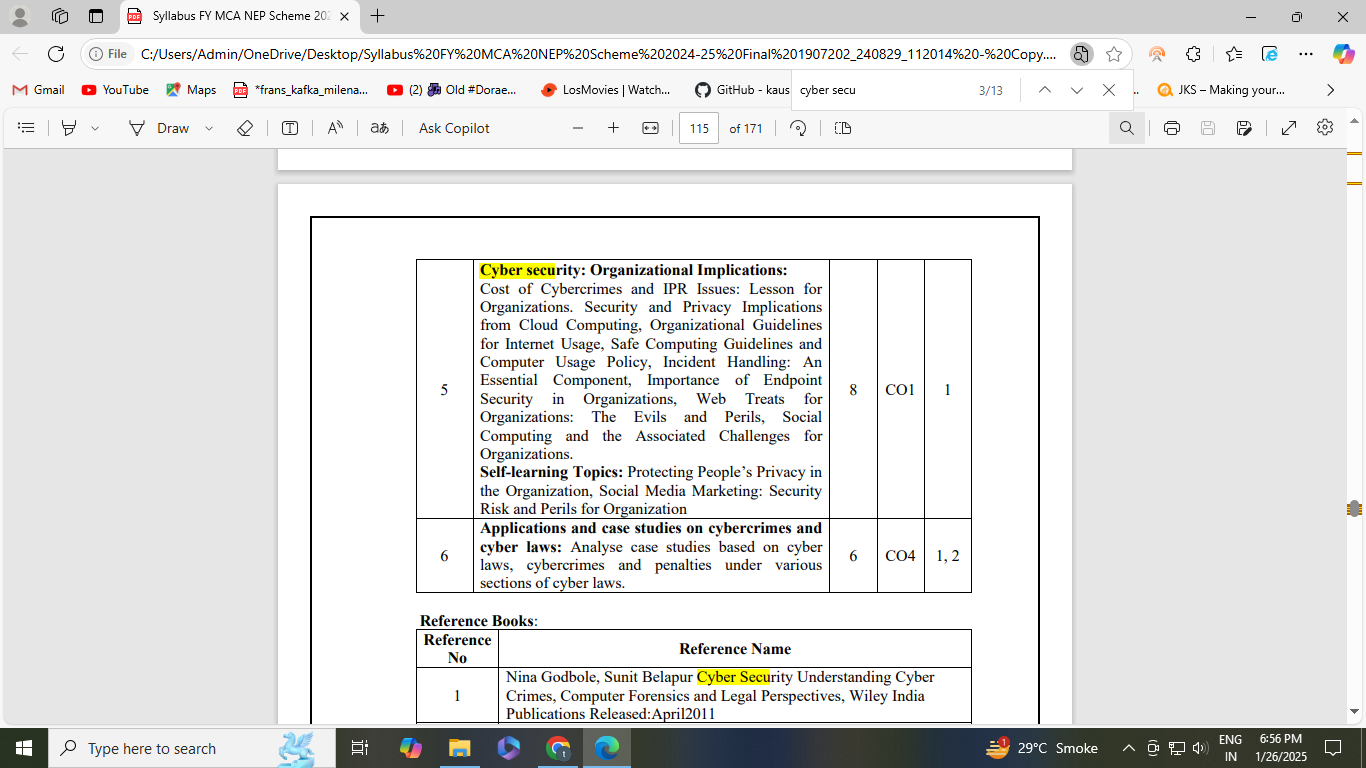 Syllabus FY MCA NEP Scheme 202
File
C:/Users/Admin/OneDrive/Desktop/Syllabus%20FY%20MCA%20NEP%20Scheme%202024-25%20Final%201907202_240829_112014%20-%20Copy....
Gmail YouTube Maps *frans_kafka_milena... (2) Old #Dorae... LosMovies | Watch... GitHub - kaus JKS – Making your...
cyber secu 3/13
Draw Ask Copilot 115 of 171
5
Cyber security: Organizational Implications:
Cost of Cybercrimes and IPR Issues: Lesson for
Organizations. Security and Privacy Implications
from Cloud Computing, Organizational Guidelines
for Internet Usage, Safe Computing Guidelines and
Computer Usage Policy, Incident Handling: An
Essential Component, Importance of Endpoint
Security in Organizations, Web Treats for
Organizations: The Evils and Perils, Social
Computing and the Associated Challenges for
Organizations.
Self-learning Topics: Protecting People’s Privacy in
the Organization, Social Media Marketing: Security
Risk and Perils for Organization
8 CO1 1
6
Applications and case studies on cybercrimes and
cyber laws: Analyse case studies based on cyber
laws, cybercrimes and penalties under various
sections of cyber laws.
6 CO4 1, 2
Reference Books:
Reference
No
Reference Name
1
Nina Godbole, Sunit Belapur Cyber Security Understanding Cyber
Crimes, Computer Forensics and Legal Perspectives, Wiley India
Publications Released:April2011
Type here to search
1
29°C Smoke
ENG
IN
6:56 PM
1/26/2025